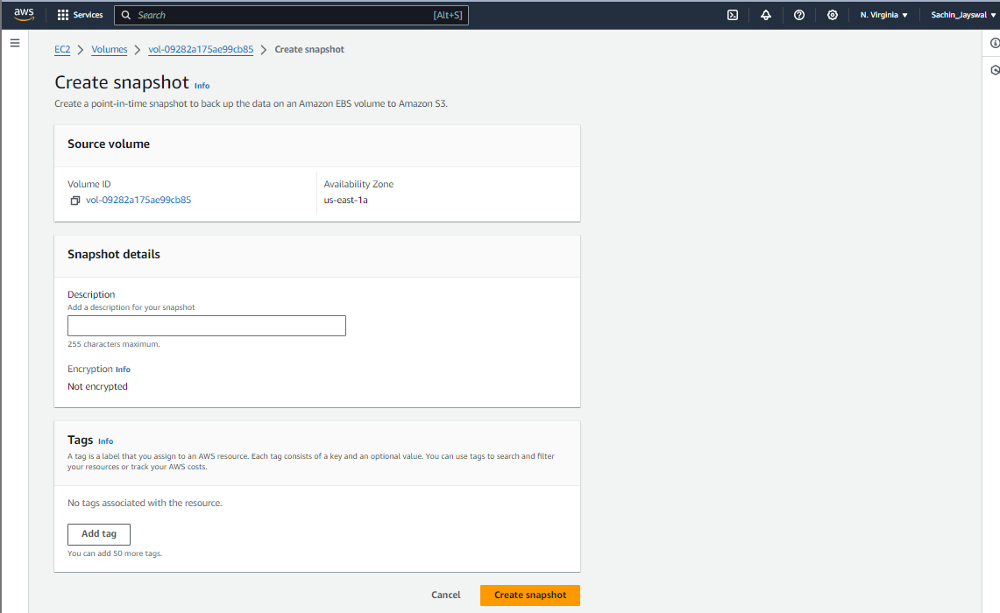 aws Services Search [Alt+S] N. Virginia Sachin_Jayswal
EC2 Volumes vol-09282a175ae99cb85 Create snapshot
Create snapshot Info
Create a point-in-time snapshot to back up the data on an Amazon EBS volume to Amazon S3.
Source volume
Volume ID
vol-09282a175ae99cb85
Availability Zone
us-east-1a
Snapshot details
Description
Add a description for your snapshot
255 characters maximum.
Encryption Info
Not encrypted
Tags Info
A tag is a label that you assign to an AWS resource. Each tag consists of a key and an optional value. You can use tags to search and filter
your resources or track your AWS costs.
No tags associated with the resource.
Add tag
You can add 50 more tags.
Cancel Create snapshot